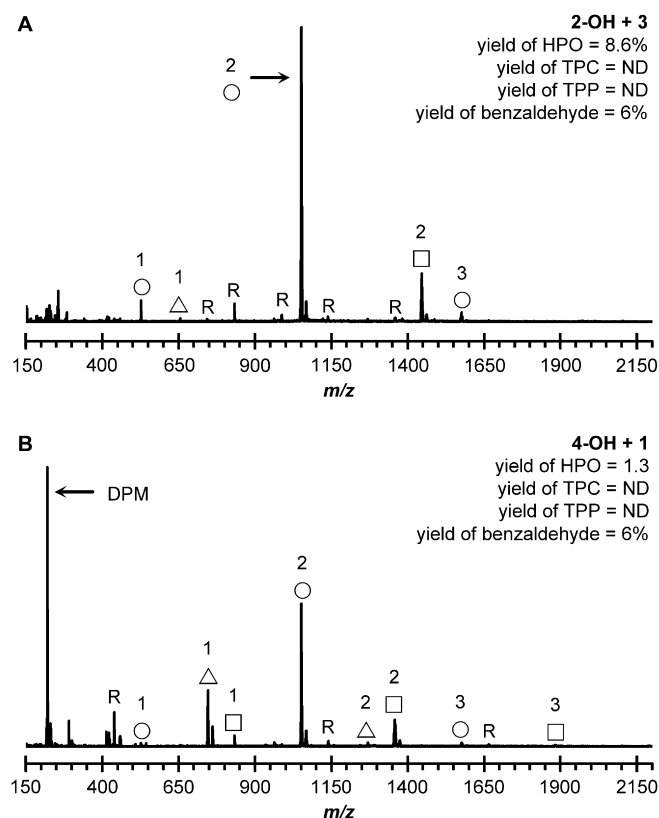 A
2-OH + 3
yield of HPO = 8.6%
yield of TPC = ND
yield of TPP = ND
yield of benzaldehyde = 6%
2
1
1
R
R
R
R
2
R
3
150 400 650 900 1150 1400 1650 1900 2150
m/z
B
4-OH + 1
yield of HPO = 1.3
yield of TPC = ND
yield of TPP = ND
yield of benzaldehyde = 6%
DPM
R
1
1
1
2
R
2
2
3
R
3
150 400 650 900 1150 1400 1650 1900 2150
m/z